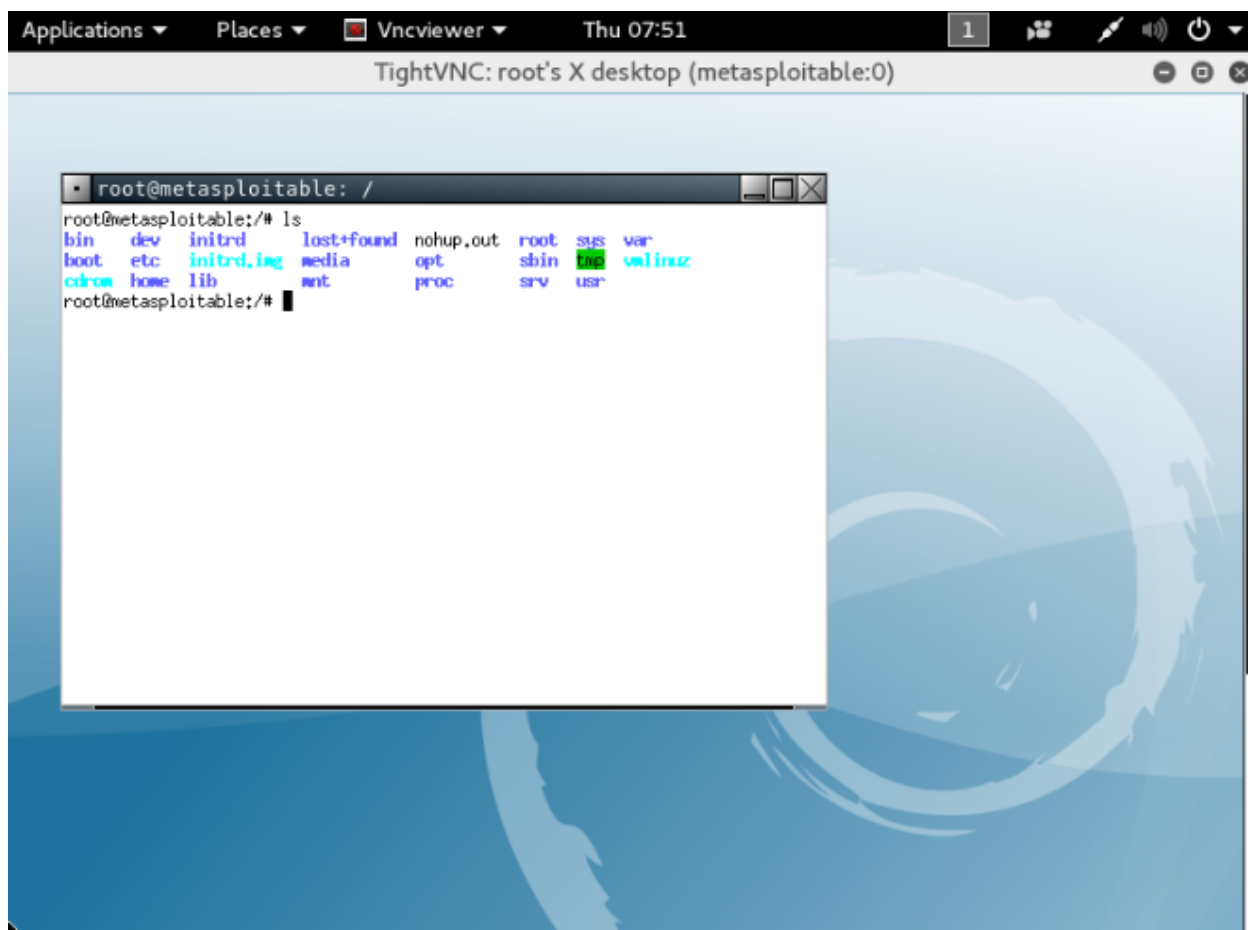 Applications Places Vncviewer Thu 07:51 1
TightVNC: root's X desktop (metasploitable:0)
root@metasploitable: /
root@metasploitable:/# ls
bin dev initrd lost+found nohup.out root sys var
boot etc initrd.img media opt sbin tmp vmlinuz
cdrom home lib mnt proc srv usr
root@metasploitable:/#